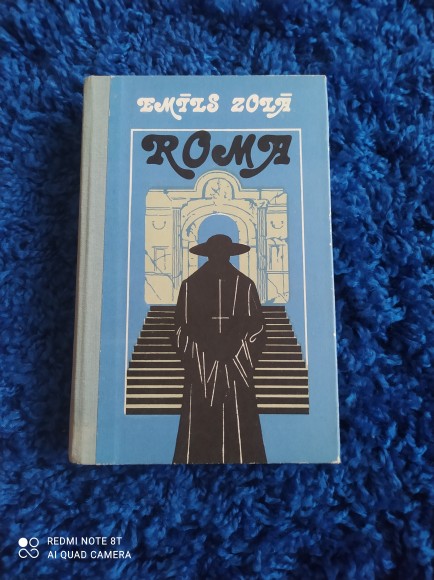 EMĪLS ZOLĀ
ROMA
REDMI NOTE 8T
AI QUAD CAMERA